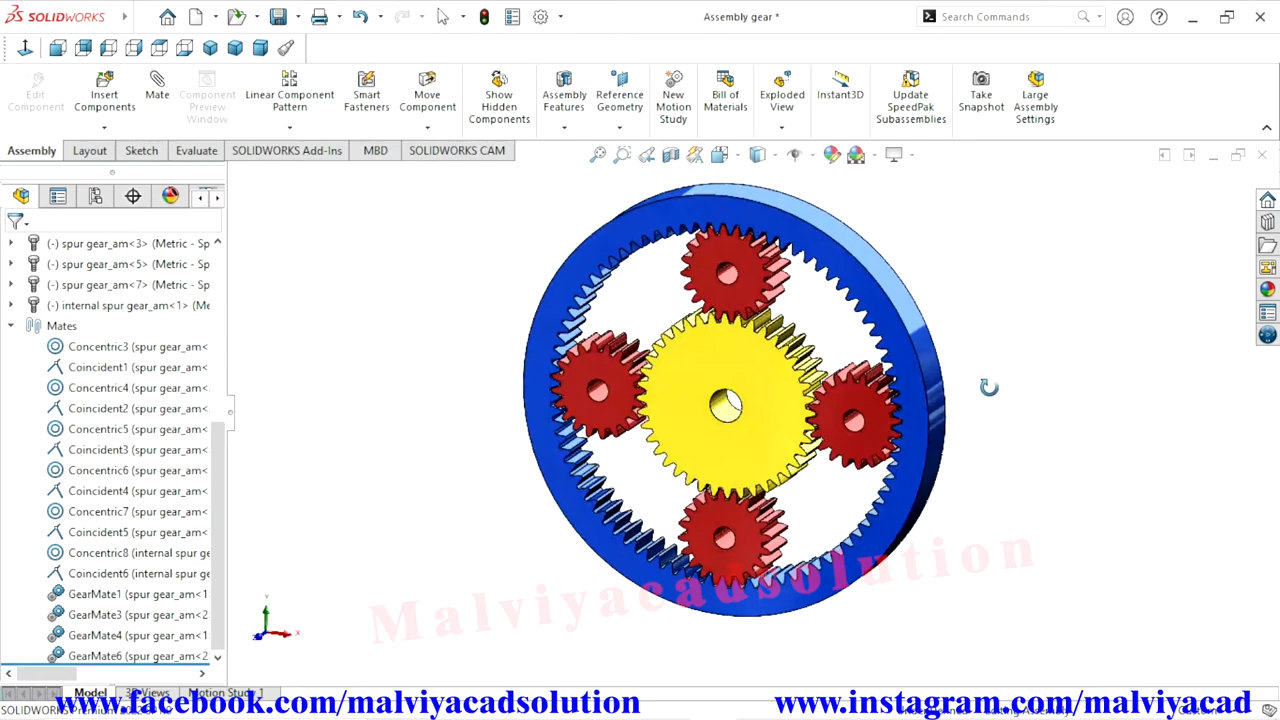 SOLIDWORKS
Assembly gear *
Search Commands
Edit Component
Insert Components
Mate
Component Preview Window
Linear Component Pattern
Smart Fasteners
Move Component
Show Hidden Components
Assembly Features
Reference Geometry
New Motion Study
Bill of Materials
Exploded View
Instant3D
Update SpeedPak Subassemblies
Take Snapshot
Large Assembly Settings
Assembly
Layout
Sketch
Evaluate
SOLIDWORKS Add-Ins
MBD
SOLIDWORKS CAM
(-) spur gear_am<3> (Metric - Sp
(-) spur gear_am<5> (Metric - Sp
(-) spur gear_am<7> (Metric - Sp
(-) internal spur gear_am<1> (Me
Mates
Concentric3 (spur gear_am<
Coincident1 (spur gear_am<
Concentric4 (spur gear_am<
Coincident2 (spur gear_am<
Concentric5 (spur gear_am<
Coincident3 (spur gear_am<
Concentric6 (spur gear_am<
Coincident4 (spur gear_am<
Concentric7 (spur gear_am<
Coincident5 (spur gear_am<
Concentric8 (internal spur ge
Coincident6 (internal spur ge
GearMate1 (spur gear_am<1
GearMate3 (spur gear_am<2
GearMate4 (spur gear_am<1
GearMate6 (spur gear_am<2
Malviyacadsolution
Y
X
Model
3D Views
Motion Study 1
www.facebook.com/malviyacadsolution
www.instagram.com/malviyacad
SOLIDWORKS Premium